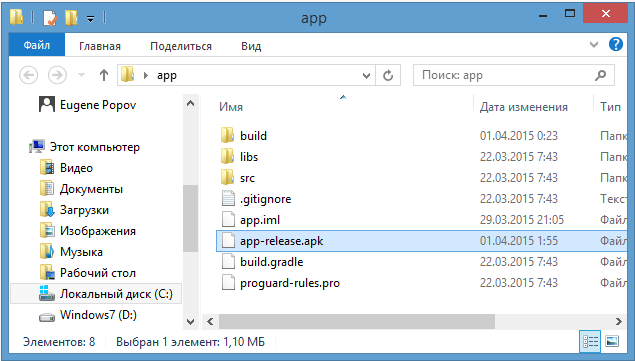 app
Файл Главная Поделиться Вид
app Поиск: app
Eugene Popov
Этот компьютер
Видео
Документы
Загрузки
Изображения
Музыка
Рабочий стол
Локальный диск (C:)
Windows7 (D:)
Имя Дата изменения Тип
build 01.04.2015 0:23 Папк
libs 22.03.2015 7:43 Папк
src 22.03.2015 7:43 Папк
.gitignore 22.03.2015 7:43 Текст
app.iml 29.03.2015 21:05 Файл
app-release.apk 01.04.2015 1:55 Файл
build.gradle 22.03.2015 7:43 Файл
proguard-rules.pro 22.03.2015 7:43 Файл
Элементов: 8 Выбран 1 элемент: 1,10 МБ